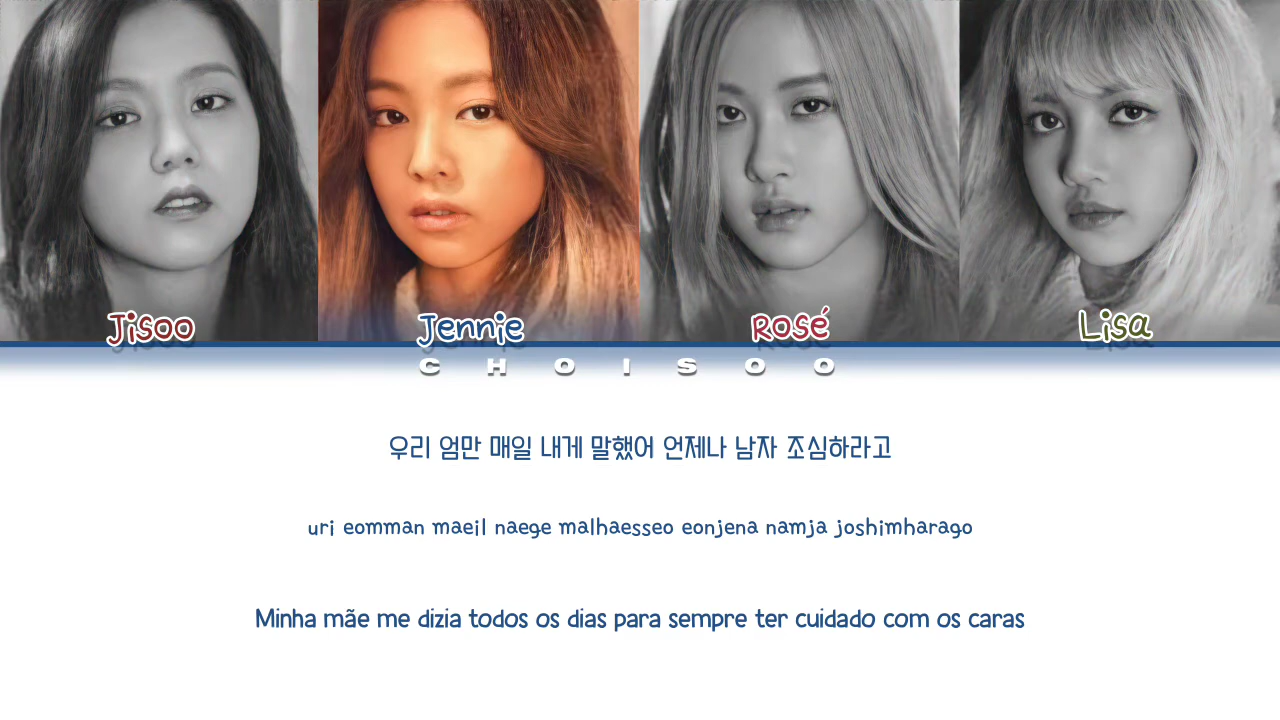 Jisoo Jennie Rosé Lisa
CHOISOO
우리 엄만 매일 내게 말했어 언제나 남자 조심하라고
uri eomman maeil naege malhaesseo eonjena namja joshimharago
Minha mãe me dizia todos os dias para sempre ter cuidado com os caras